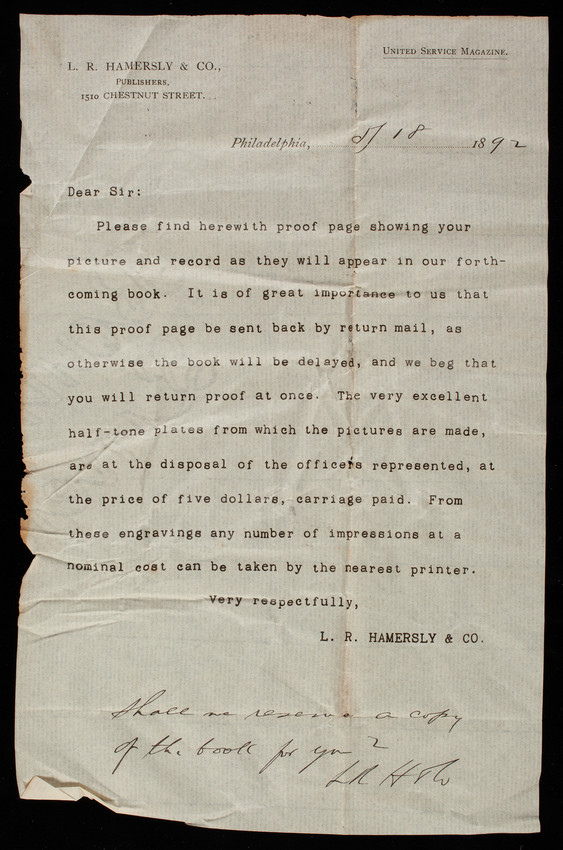 UNITED SERVICE MAGAZINE.
L. R. HAMERSLY & CO.,
PUBLISHERS,
1510 CHESTNUT STREET.
Philadelphia, 5/18 1892
Dear Sir:
Please find herewith proof page showing your
picture and record as they will appear in our forth-
coming book. It is of great importance to us that
this proof page be sent back by return mail, as
otherwise the book will be delayed, and we beg that
you will return proof at once. The very excellent
half-tone plates from which the pictures are made,
are at the disposal of the officers represented, at
the price of five dollars, carriage paid. From
these engravings any number of impressions at a
nominal cost can be taken by the nearest printer.
Very respectfully,
L. R. HAMERSLY & CO.
Shall we reserve a copy
of the book for you?
LR H & Co